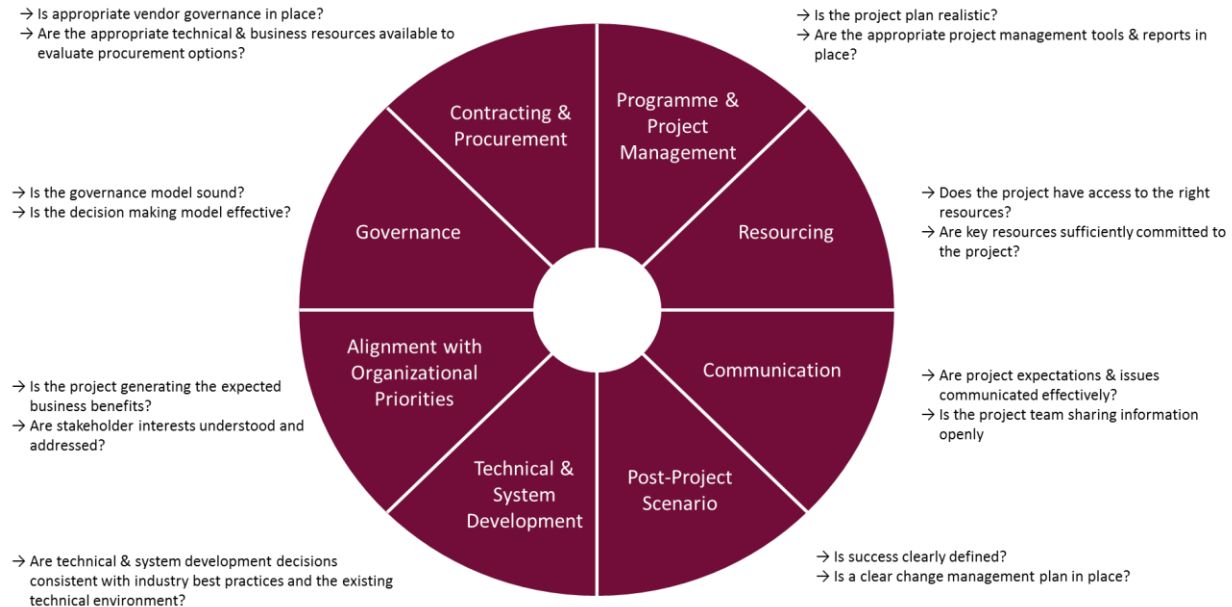 → Is appropriate vendor governance in place?
→ Are the appropriate technical & business resources available to
evaluate procurement options?
→ Is the project plan realistic?
→ Are the appropriate project management tools & reports in
place?
Contracting &
Procurement
Programme &
Project
Management
→ Is the governance model sound?
→ Is the decision making model effective?
Governance
Resourcing
→ Does the project have access to the right
resources?
→ Are key resources sufficiently committed to
the project?
Alignment with
Organizational
Priorities
Communication
→ Is the project generating the expected
business benefits?
→ Are stakeholder interests understood and
addressed?
→ Are project expectations & issues
communicated effectively?
→ Is the project team sharing information
openly
Technical &
System
Development
Post-Project
Scenario
→ Are technical & system development decisions
consistent with industry best practices and the existing
technical environment?
→ Is success clearly defined?
→ Is a clear change management plan in place?